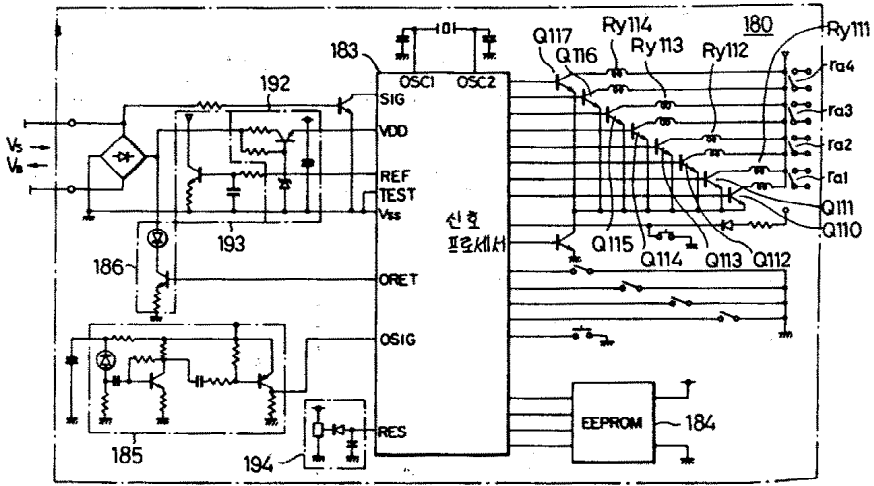 183
OSC1
OSC2
Q117
Q116
Ry114
Ry113
Ry112
180
Ry111
192
SIG
VDD
REF
TEST
Vss
ra4
ra3
ra2
ra1
Vs
VB
193
신호
프로세서
Q115
Q114
Q113
Q112
Q111
Q110
186
ORET
OSIG
185
194
RES
EEPROM
184